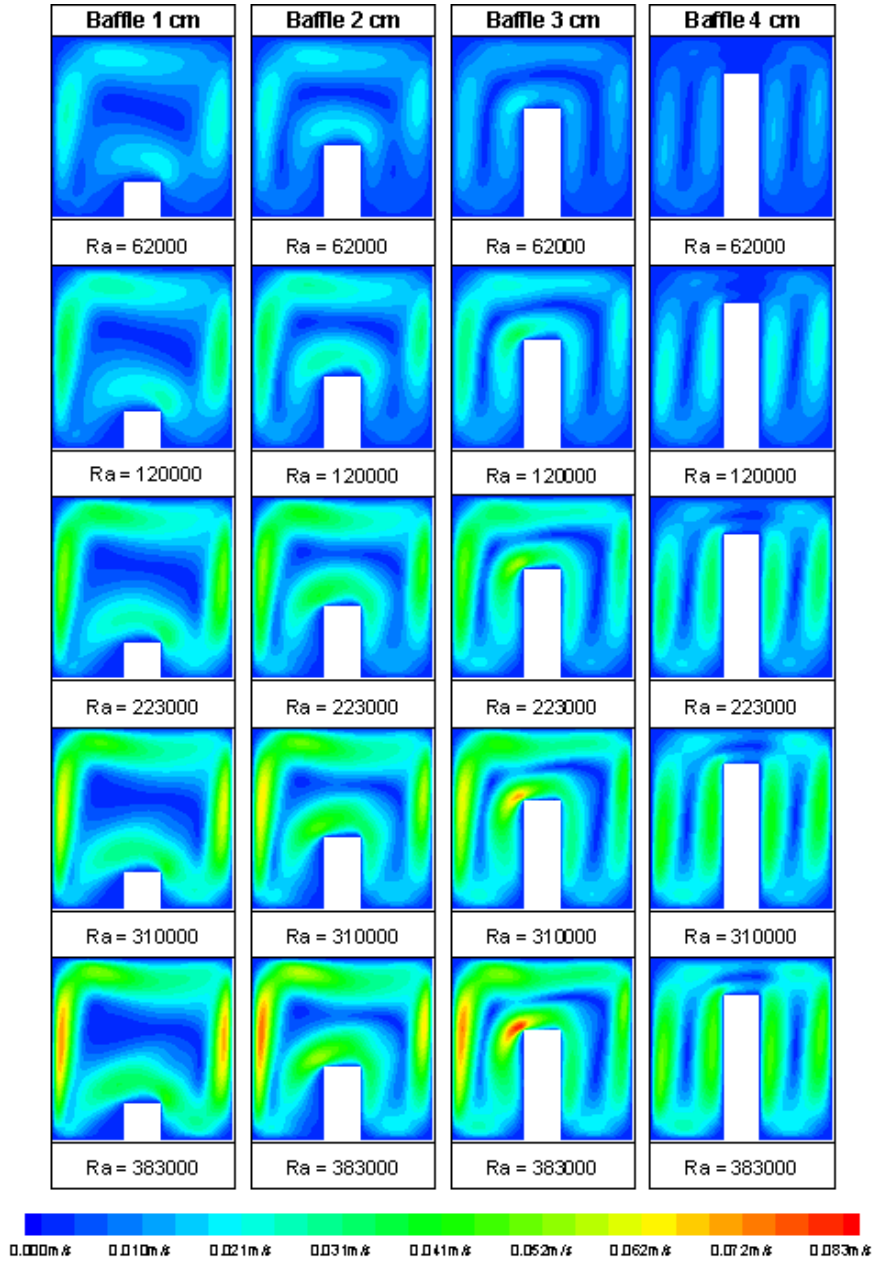 Baffle 1 cm Baffle 2 cm Baffle 3 cm Baffle 4 cm
Ra = 62000 Ra = 62000 Ra = 62000 Ra = 62000
Ra = 120000 Ra = 120000 Ra = 120000 Ra = 120000
Ra = 223000 Ra = 223000 Ra = 223000 Ra = 223000
Ra = 310000 Ra = 310000 Ra = 310000 Ra = 310000
Ra = 383000 Ra = 383000 Ra = 383000 Ra = 383000
0.000m/s 0.010m/s 0.021m/s 0.031m/s 0.041m/s 0.052m/s 0.062m/s 0.072m/s 0.083m/s